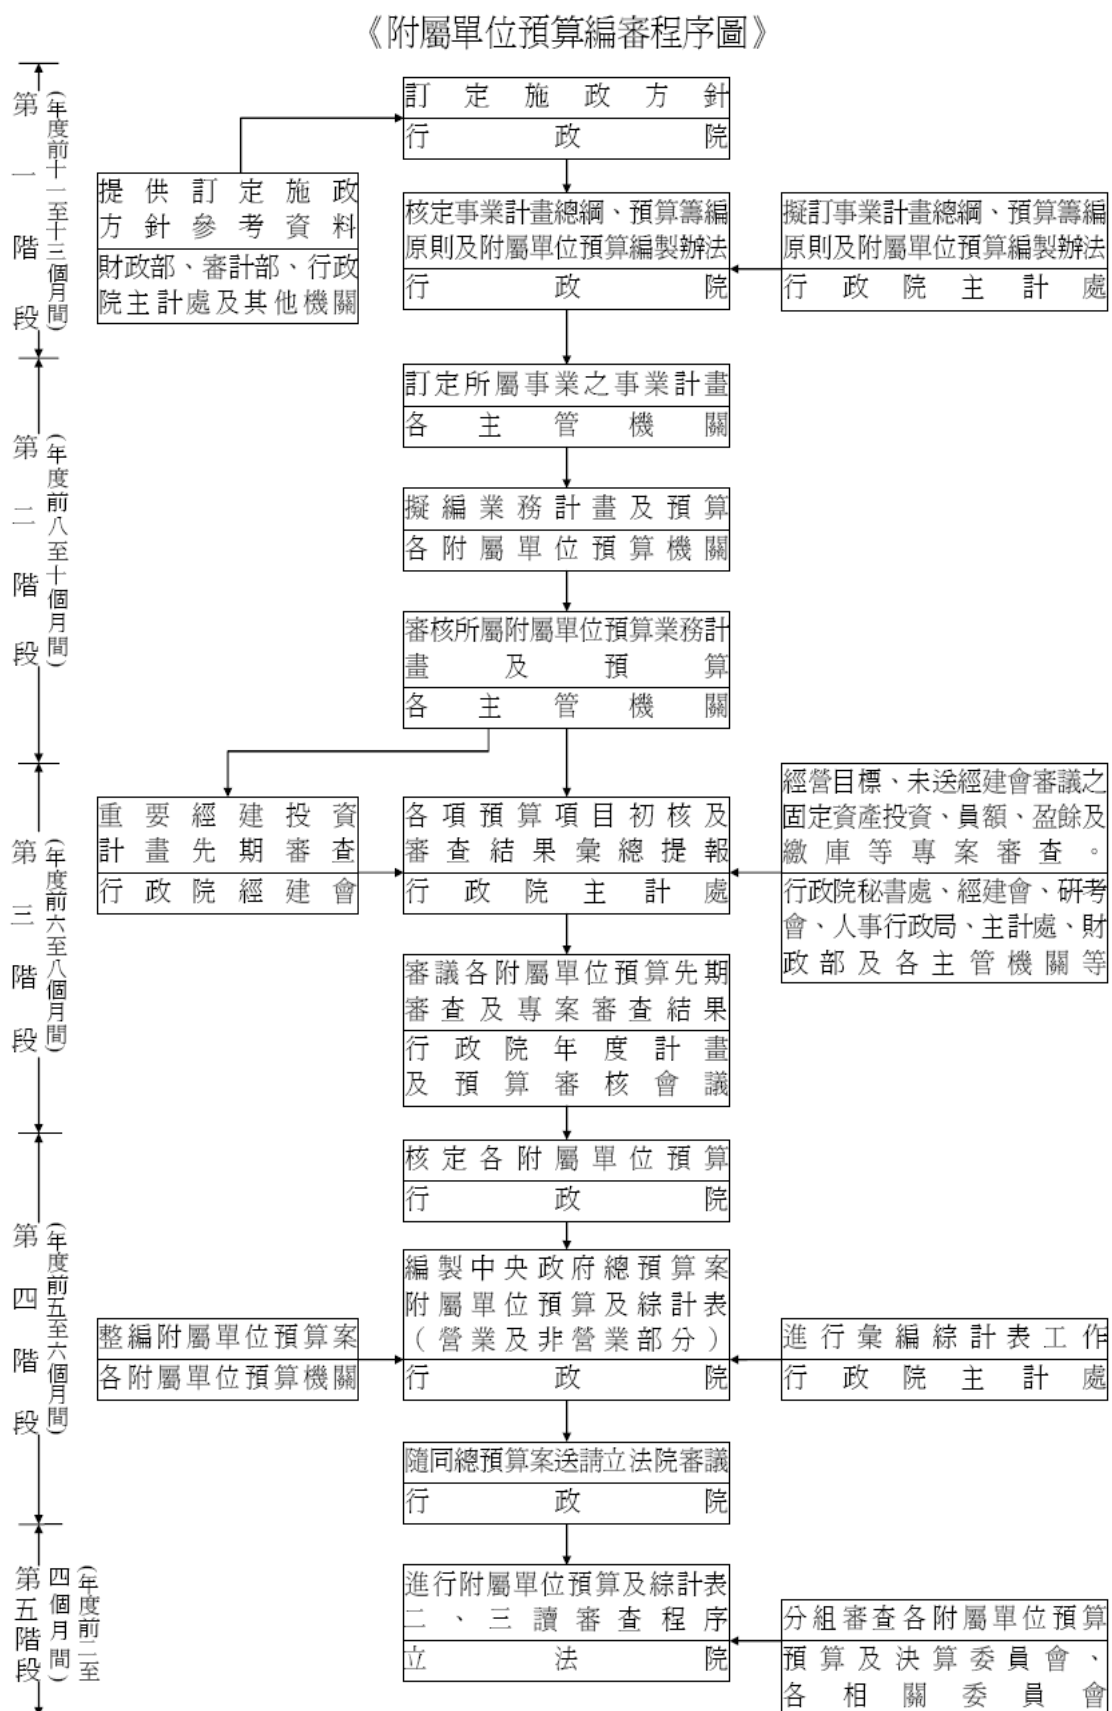 《附屬單位預算編審程序圖》
第一階段
(年度前十一至十三個月間)
訂定施政方針
行政院
提供訂定施政
方針參考資料
財政部、審計部、行政
院主計處及其他機關
核定事業計畫總綱、預算籌編
原則及附屬單位預算編製辦法
行政院
擬訂事業計畫總綱、預算籌編
原則及附屬單位預算編製辦法
行政院主計處
第二階段
(年度前八至十個月間)
訂定所屬事業之事業計畫
各主管機關
擬編業務計畫及預算
各附屬單位預算機關
審核所屬附屬單位預算業務計
畫及預算
各主管機關
第三階段
(年度前六至八個月間)
重要經建投資
計畫先期審查
行政院經建會
各項預算項目初核及
審查結果彙總提報
行政院主計處
經營目標、未送經建會審議之
固定資產投資、員額、盈餘及
繳庫等專案審查。
行政院秘書處、經建會、研考
會、人事行政局、主計處、財
政部及各主管機關等
審議各附屬單位預算先期
審查及專案審查結果
行政院年度計畫
及預算審核會議
第四階段
(年度前五至六個月間)
核定各附屬單位預算
行政院
編製中央政府總預算案
附屬單位預算及綜計表
(營業及非營業部分)
行政院
整編附屬單位預算案
各附屬單位預算機關
進行彙編綜計表工作
行政院主計處
隨同總預算案送請立法院審議
行政院
第五階段
(年度前二至
四個月間)
進行附屬單位預算及綜計表
二、三讀審查程序
立法院
分組審查各附屬單位預算
預算及決算委員會、
各相關委員會